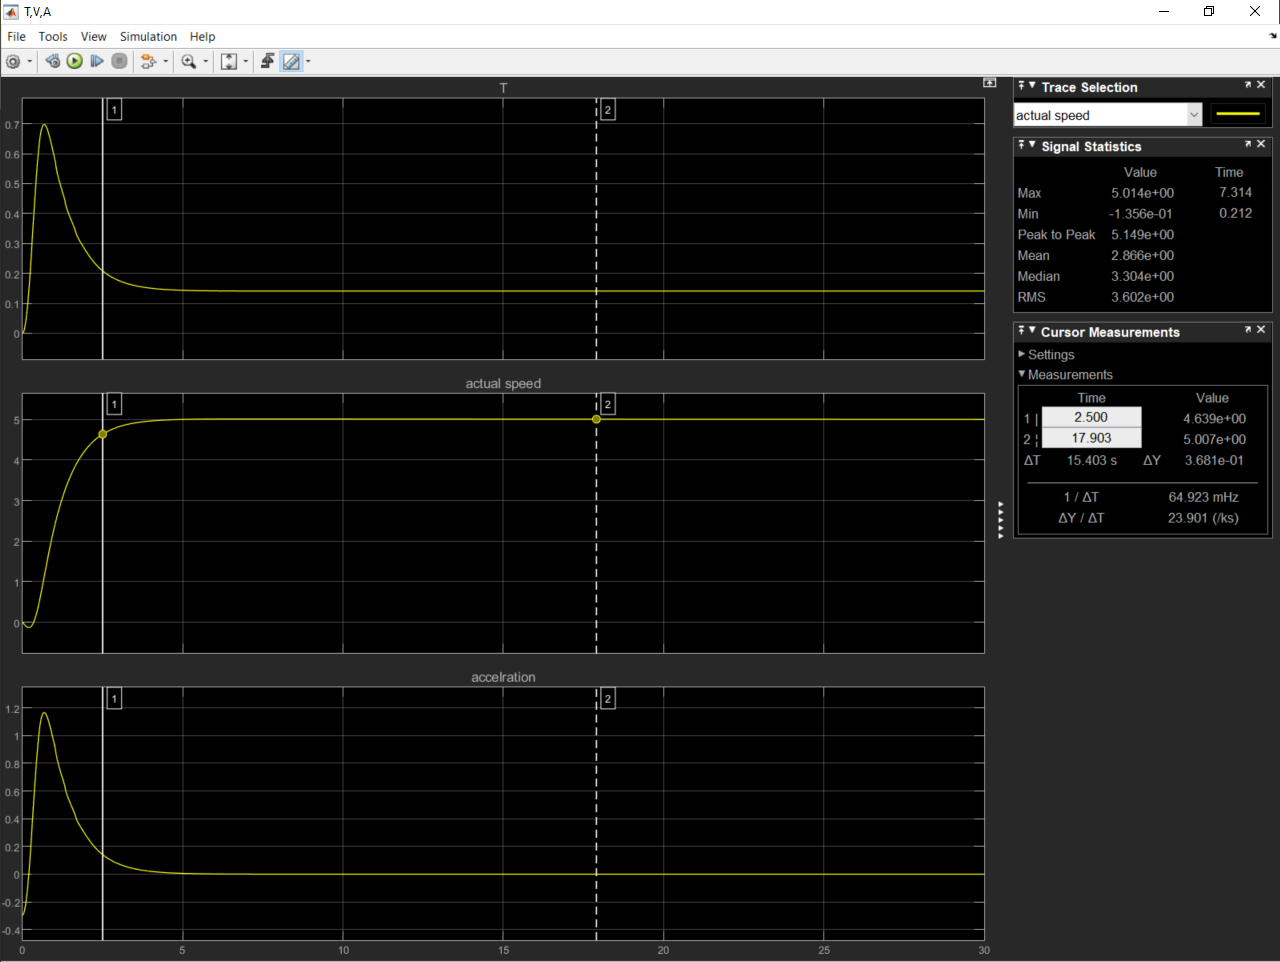 T,V,A
File Tools View Simulation Help
T
1 2
0.7
0.6
0.5
0.4
0.3
0.2
0.1
0
actual speed
1 2
5
4
3
2
1
0
accelration
1 2
1.2
1
0.8
0.6
0.4
0.2
0
-0.2
-0.4
0 5 10 15 20 25 30
Trace Selection
actual speed
Signal Statistics
Value Time
Max 5.014e+00 7.314
Min -1.356e-01 0.212
Peak to Peak 5.149e+00
Mean 2.866e+00
Median 3.304e+00
RMS 3.602e+00
Cursor Measurements
Settings
Measurements
Time Value
1 | 2.500 4.639e+00
2 ¦ 17.903 5.007e+00
ΔT 15.403 s ΔY 3.681e-01
1 / ΔT 64.923 mHz
ΔY / ΔT 23.901 (/ks)